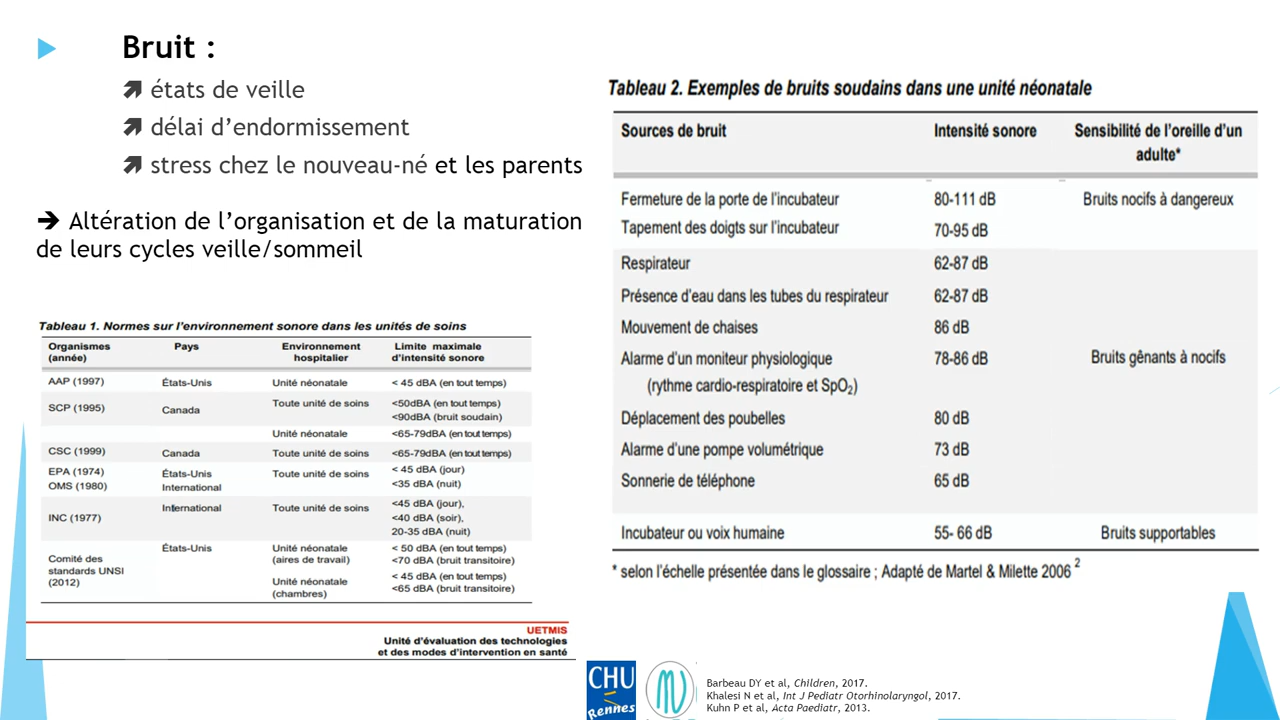 Bruit :
états de veille
délai d’endormissement
stress chez le nouveau-né et les parents
➔ Altération de l’organisation et de la maturation
de leurs cycles veille/sommeil
Tableau 1. Normes sur l’environnement sonore dans les unités de soins
Organismes (année) Pays Environnement hospitalier Limite maximale d’intensité sonore
AAP (1997) États-Unis Unité néonatale < 45 dBA (en tout temps)
SCP (1995) Canada Toute unité de soins <50dBA (en tout temps)
<90dBA (bruit soudain)
Unité néonatale <65-79dBA (en tout temps)
CSC (1999) Canada Toute unité de soins <65-79dBA (en tout temps)
EPA (1974) États-Unis Toute unité de soins < 45 dBA (jour)
OMS (1980) International <35 dBA (nuit)
INC (1977) International Toute unité de soins <45 dBA (jour),
<40 dBA (soir),
20-35 dBA (nuit)
Comité des standards UNSI (2012) États-Unis Unité néonatale (aires de travail) < 50 dBA (en tout temps)
<70 dBA (bruit transitoire)
Unité néonatale (chambres) < 45 dBA (en tout temps)
<65 dBA (bruit transitoire)
UETMIS
Unité d’évaluation des technologies
et des modes d’intervention en santé
Tableau 2. Exemples de bruits soudains dans une unité néonatale
Sources de bruit Intensité sonore Sensibilité de l’oreille d’un
adulte*
Fermeture de la porte de l’incubateur 80-111 dB Bruits nocifs à dangereux
Tapement des doigts sur l’incubateur 70-95 dB
Respirateur 62-87 dB
Présence d’eau dans les tubes du respirateur 62-87 dB
Mouvement de chaises 86 dB
Alarme d’un moniteur physiologique 78-86 dB Bruits gênants à nocifs
(rythme cardio-respiratoire et SpO₂)
Déplacement des poubelles 80 dB
Alarme d’une pompe volumétrique 73 dB
Sonnerie de téléphone 65 dB
Incubateur ou voix humaine 55- 66 dB Bruits supportables
* selon l’échelle présentée dans le glossaire ; Adapté de Martel & Milette 2006 ²
CHU
Rennes
Barbeau DY et al, Children, 2017.
Khalesi N et al, Int J Pediatr Otorhinolaryngol, 2017.
Kuhn P et al, Acta Paediatr, 2013.